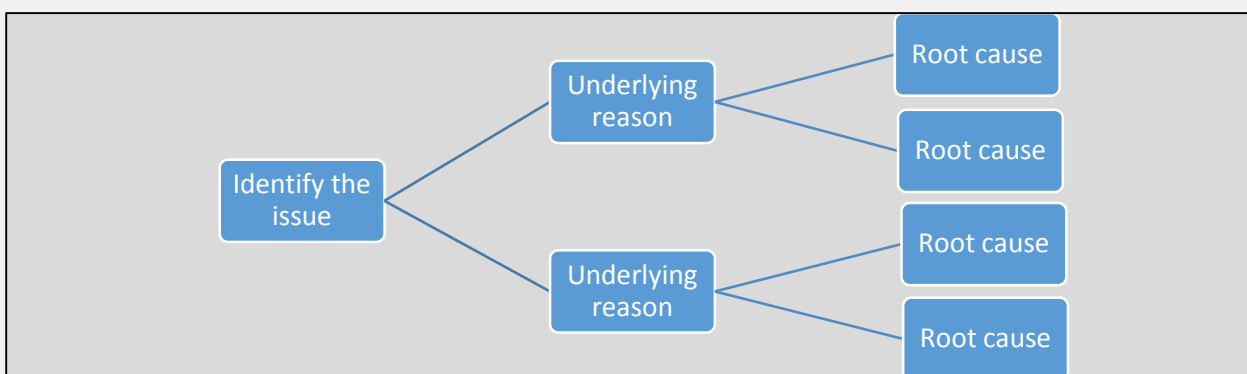 Identify the
issue
Underlying
reason
Root cause
Root cause
Underlying
reason
Root cause
Root cause